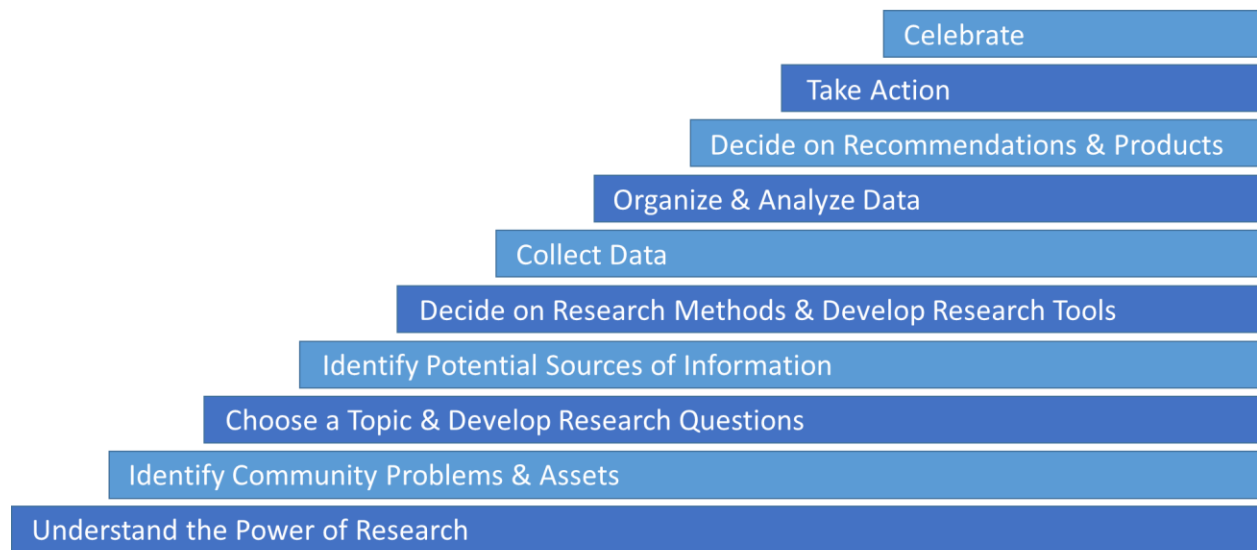 Celebrate
Take Action
Decide on Recommendations & Products
Organize & Analyze Data
Collect Data
Decide on Research Methods & Develop Research Tools
Identify Potential Sources of Information
Choose a Topic & Develop Research Questions
Identify Community Problems & Assets
Understand the Power of Research